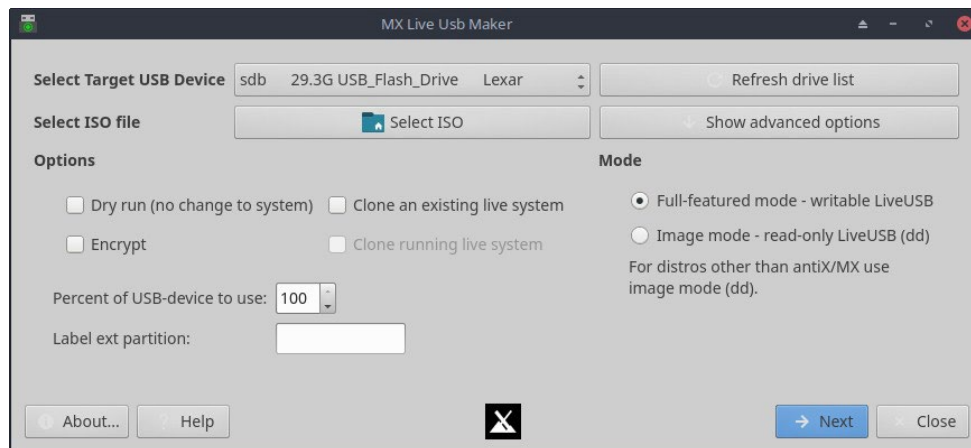 MX Live Usb Maker
Select Target USB Device sdb 29.3G USB_Flash_Drive Lexar Refresh drive list
Select ISO file Select ISO Show advanced options
Options Mode
Dry run (no change to system) Clone an existing live system Full-featured mode - writable LiveUSB
Encrypt Clone running live system Image mode - read-only LiveUSB (dd)
For distros other than antiX/MX use
image mode (dd).
Percent of USB-device to use: 100
Label ext partition:
About... Help Next Close